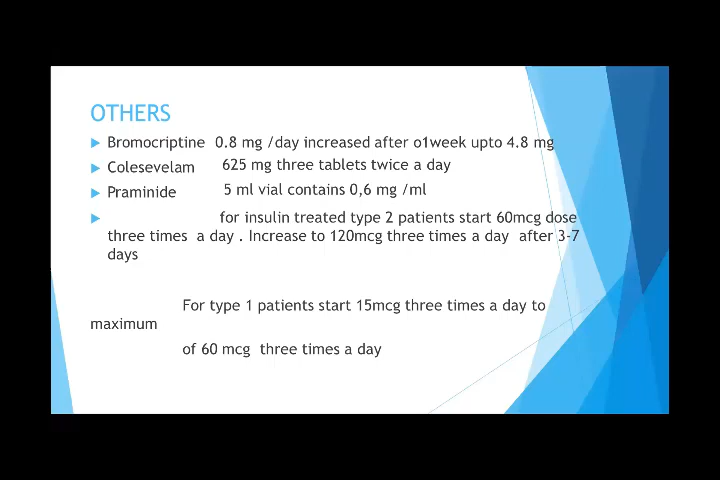 OTHERS
Bromocriptine 0.8 mg /day increased after o1week upto 4.8 mg
Colesevelam 625 mg three tablets twice a day
Praminide 5 ml vial contains 0,6 mg /ml
for insulin treated type 2 patients start 60mcg dose
three times a day . Increase to 120mcg three times a day after 3-7
days
For type 1 patients start 15mcg three times a day to
maximum
of 60 mcg three times a day